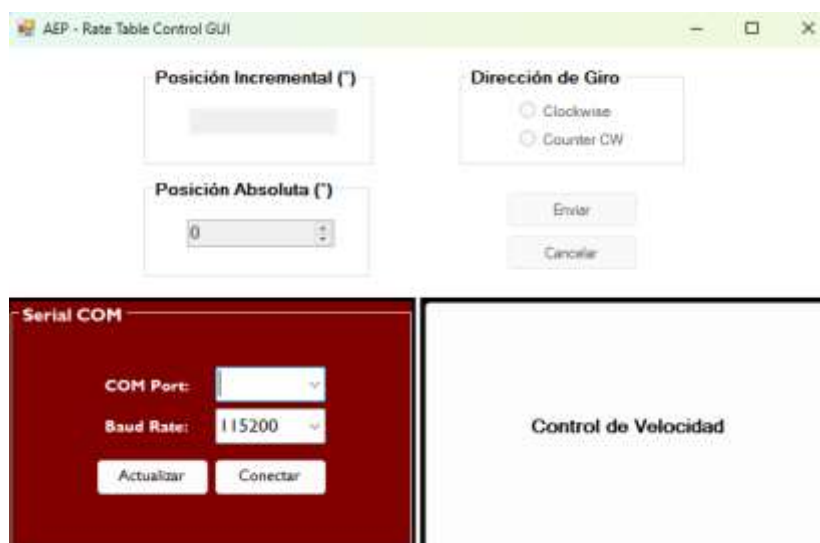 AEP - Rate Table Control GUI
Posición Incremental (°)
Dirección de Giro
Clockwise
Counter CW
Posición Absoluta (°)
0
Enviar
Cancelar
Serial COM
COM Port:
Baud Rate:
115200
Actualizar
Conectar
Control de Velocidad